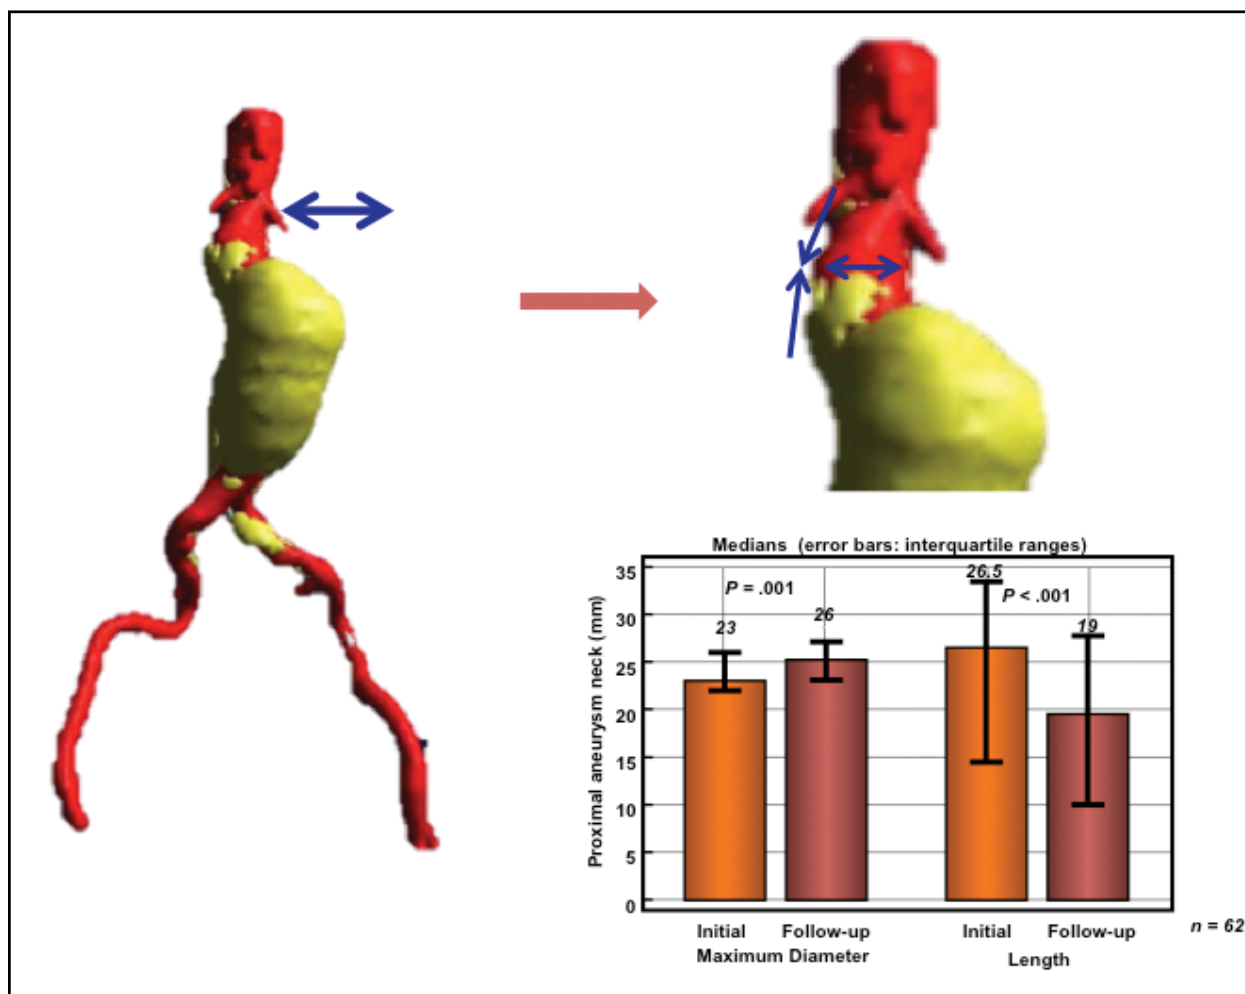 Medians (error bars: interquartile ranges)
Proximal aneurysm neck (mm)
35
30
25
20
15
10
5
0
P = .001
P < .001
23
26
26.5
19
Initial
Follow-up
Initial
Follow-up
Maximum Diameter
Length
n = 62